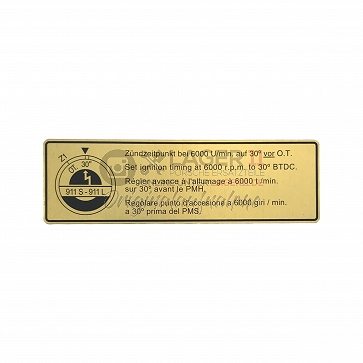 Z1
30°
OT
911 S - 911 L
Zündzeitpunkt bei 6000 U/min. auf 30° vor O.T.
Set ignition timing at 6000 r.p.m. to 30° BTDC.
Régler avance à l'allumage à 6000 t./min.
sur 30° avant le PMH.
Regolare punto d'accesione a 6000 giri / min.
a 30° prima del PMS.